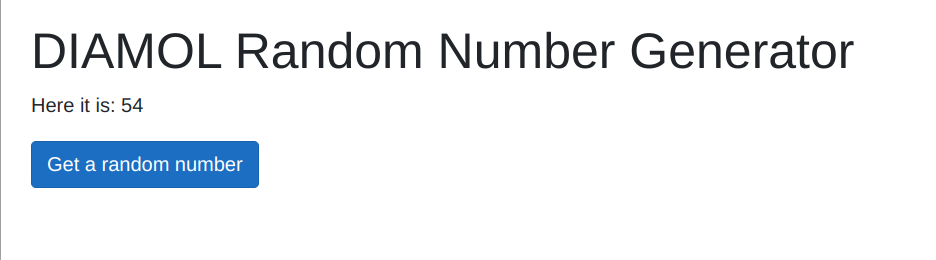 DIAMOL Random Number Generator
Here it is: 54
Get a random number